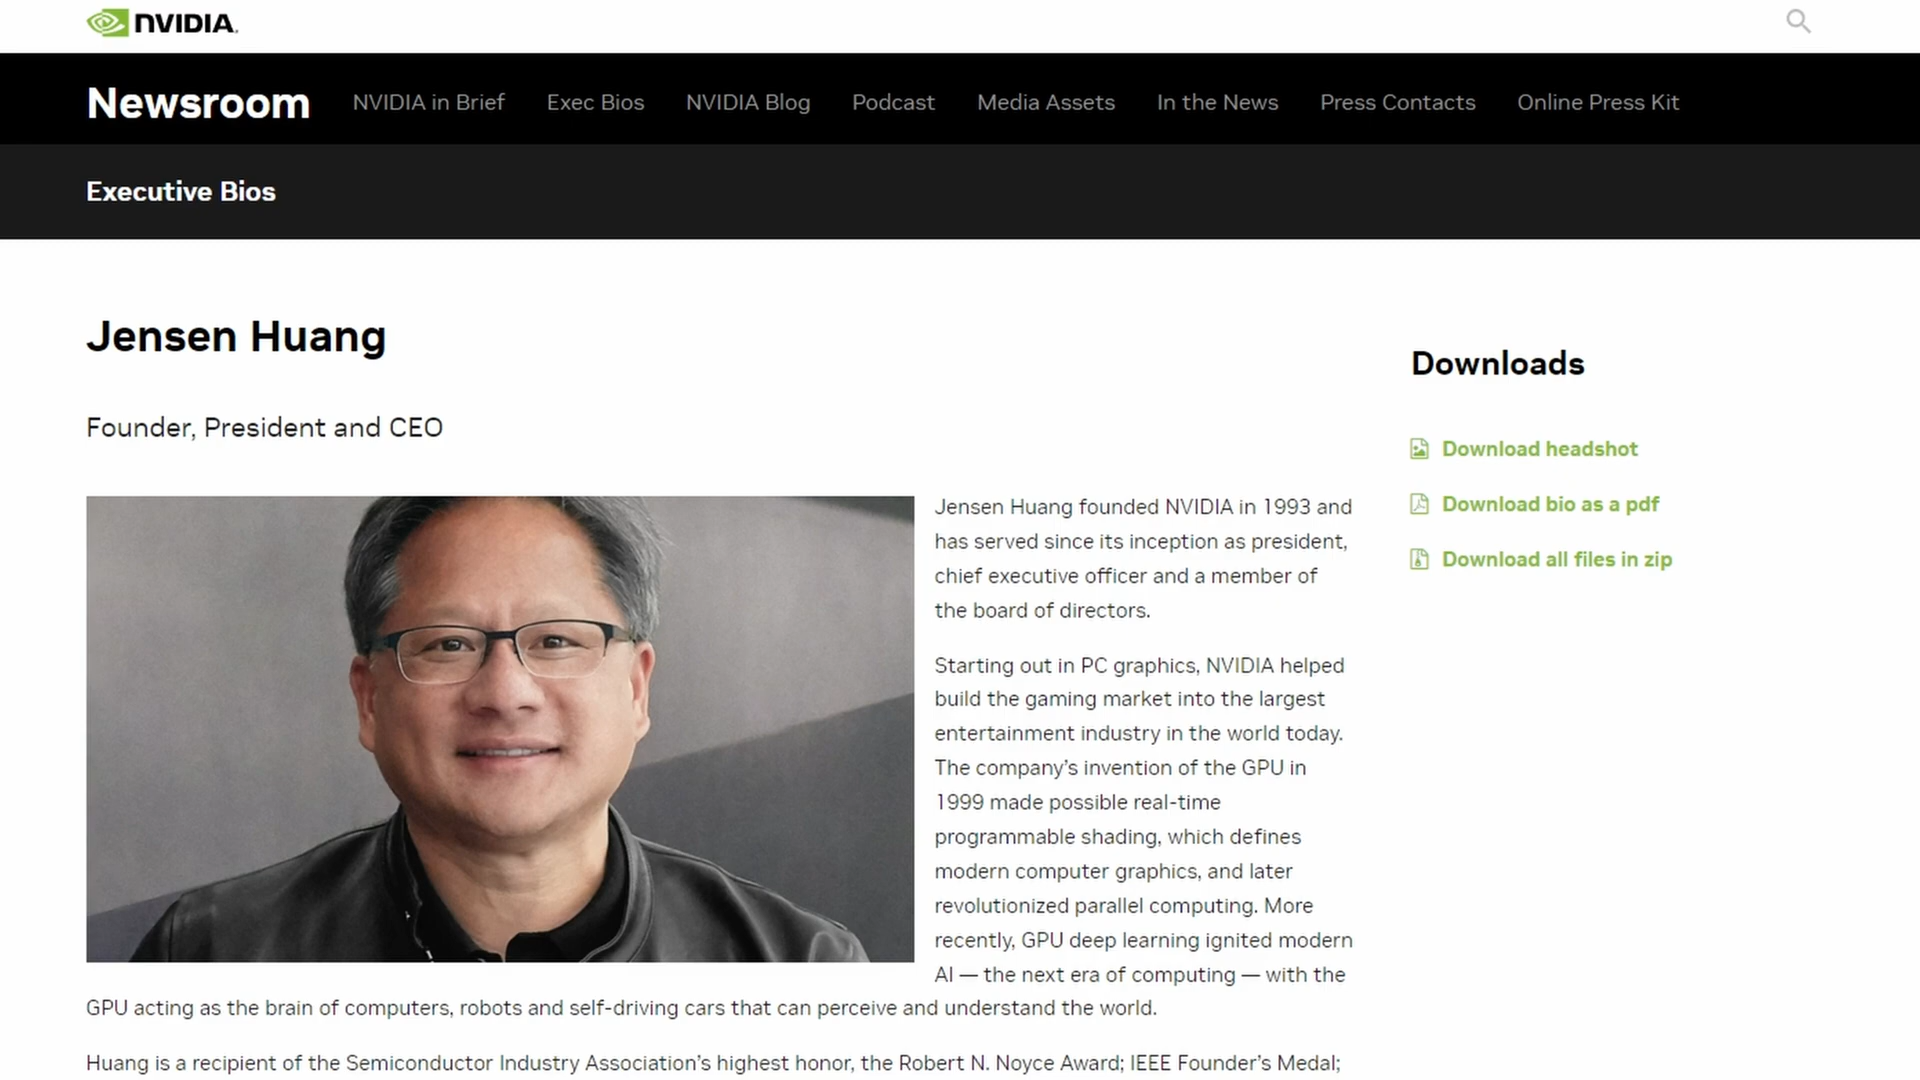 NVIDIA.
Newsroom
NVIDIA in Brief
Exec Bios
NVIDIA Blog
Podcast
Media Assets
In the News
Press Contacts
Online Press Kit
Executive Bios
Jensen Huang
Founder, President and CEO
Jensen Huang founded NVIDIA in 1993 and
has served since its inception as president,
chief executive officer and a member of
the board of directors.
Starting out in PC graphics, NVIDIA helped
build the gaming market into the largest
entertainment industry in the world today.
The company’s invention of the GPU in
1999 made possible real-time
programmable shading, which defines
modern computer graphics, and later
revolutionized parallel computing. More
recently, GPU deep learning ignited modern
AI — the next era of computing — with the
GPU acting as the brain of computers, robots and self-driving cars that can perceive and understand the world.
Huang is a recipient of the Semiconductor Industry Association’s highest honor, the Robert N. Noyce Award; IEEE Founder’s Medal;
Downloads
Download headshot
Download bio as a pdf
Download all files in zip